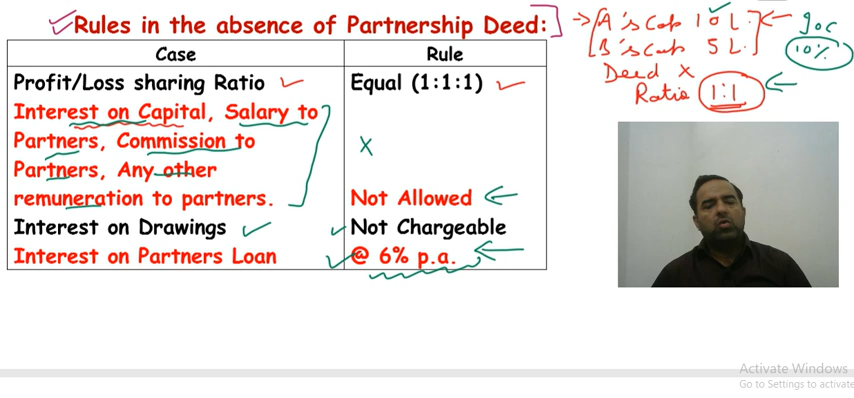 Rules in the absence of Partnership Deed:
Case
Rule
Profit/Loss sharing Ratio
Equal (1:1:1)
Interest on Capital, Salary to
Partners, Commission to
Partners, Any other
remuneration to partners.
Not Allowed
Interest on Drawings
Not Chargeable
Interest on Partners Loan
@ 6% p.a.
A's Cap 10 L.
B's Cap 5 L.
Deed x
Ratio 1:1
IOC
10%
Activate Windows
Go to Settings to activate